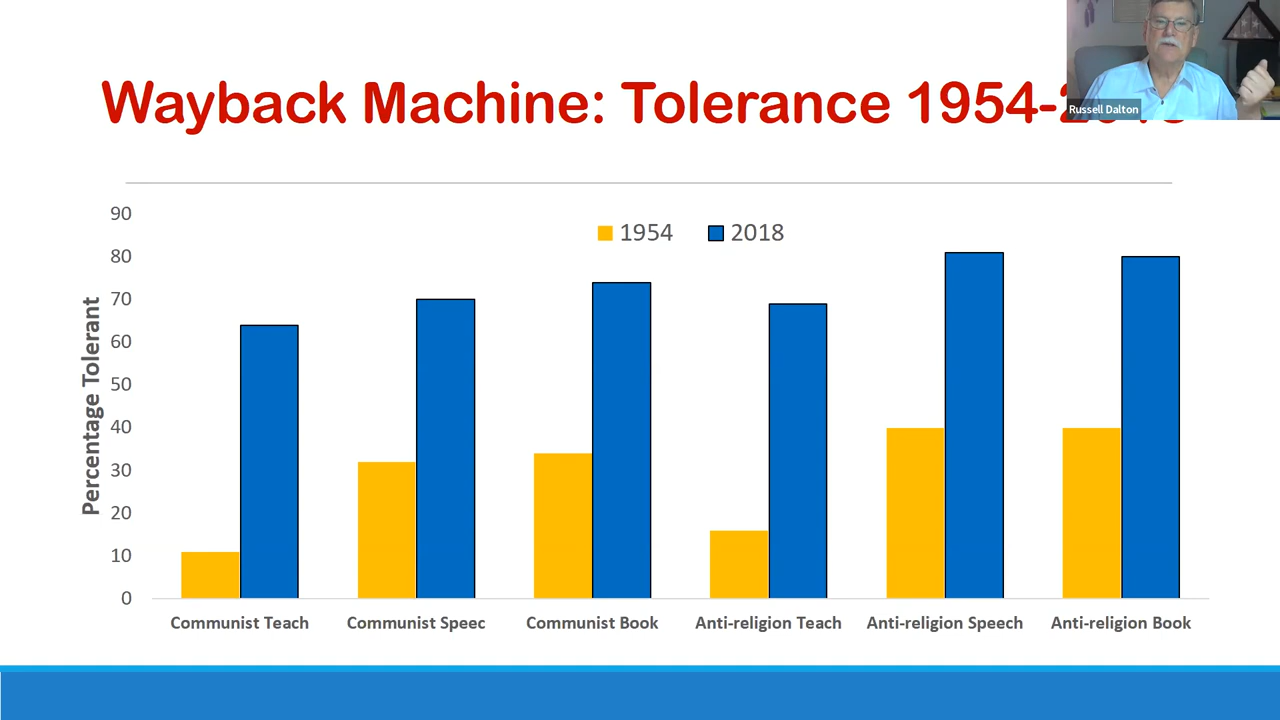 Wayback Machine: Tolerance 1954-
Russell Dalton
1954 2018
Percentage Tolerant
90
80
70
60
50
40
30
20
10
0
Communist Teach Communist Speec Communist Book Anti-religion Teach Anti-religion Speech Anti-religion Book